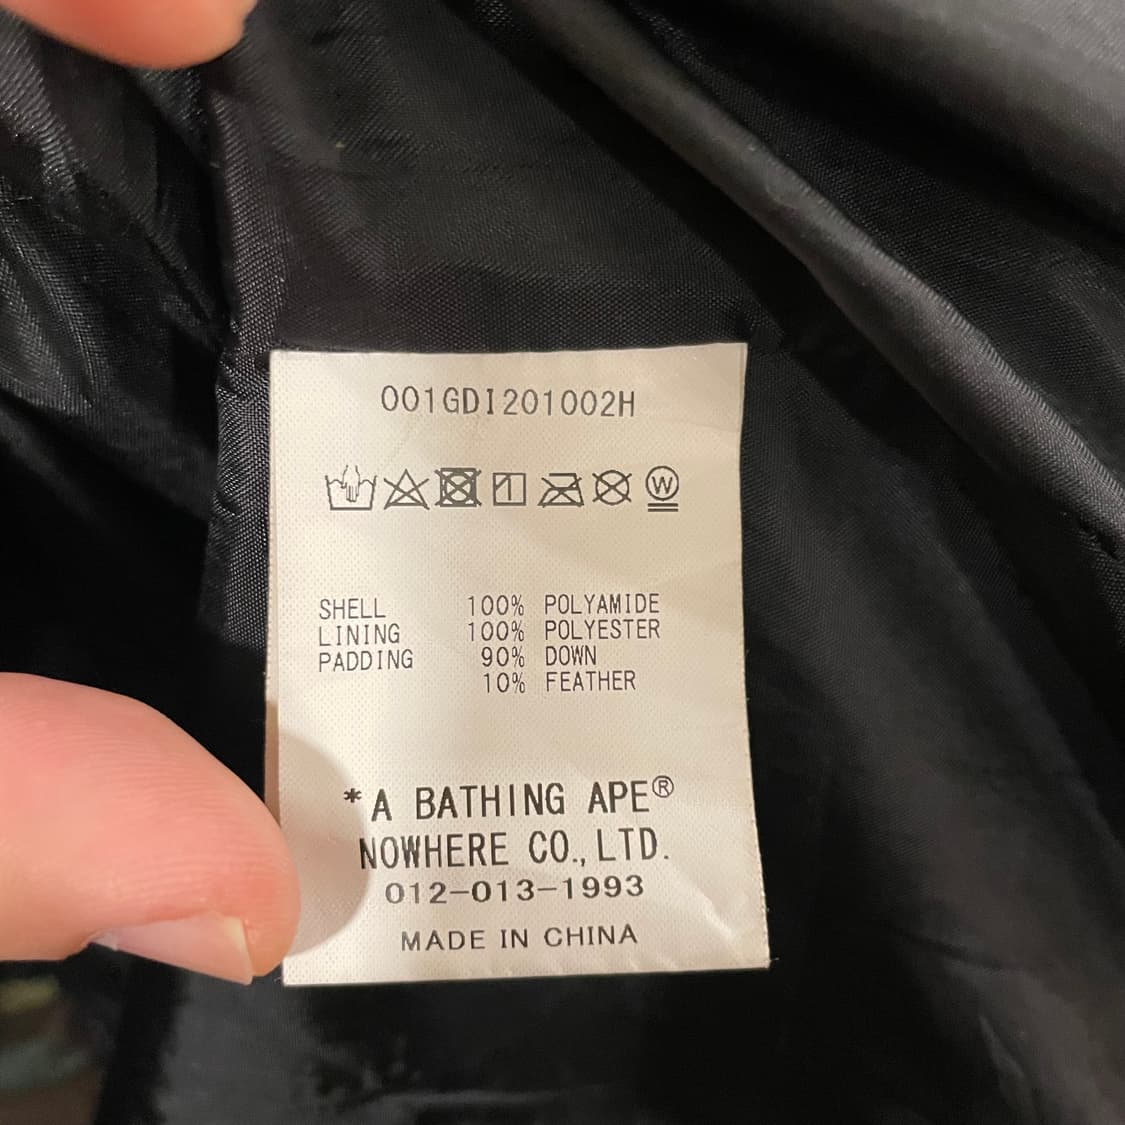 001GDI201002H
W
SHELL 100% POLYAMIDE
LINING 100% POLYESTER
PADDING 90% DOWN
10% FEATHER
*A BATHING APE®
NOWHERE CO., LTD.
012-013-1993
MADE IN CHINA